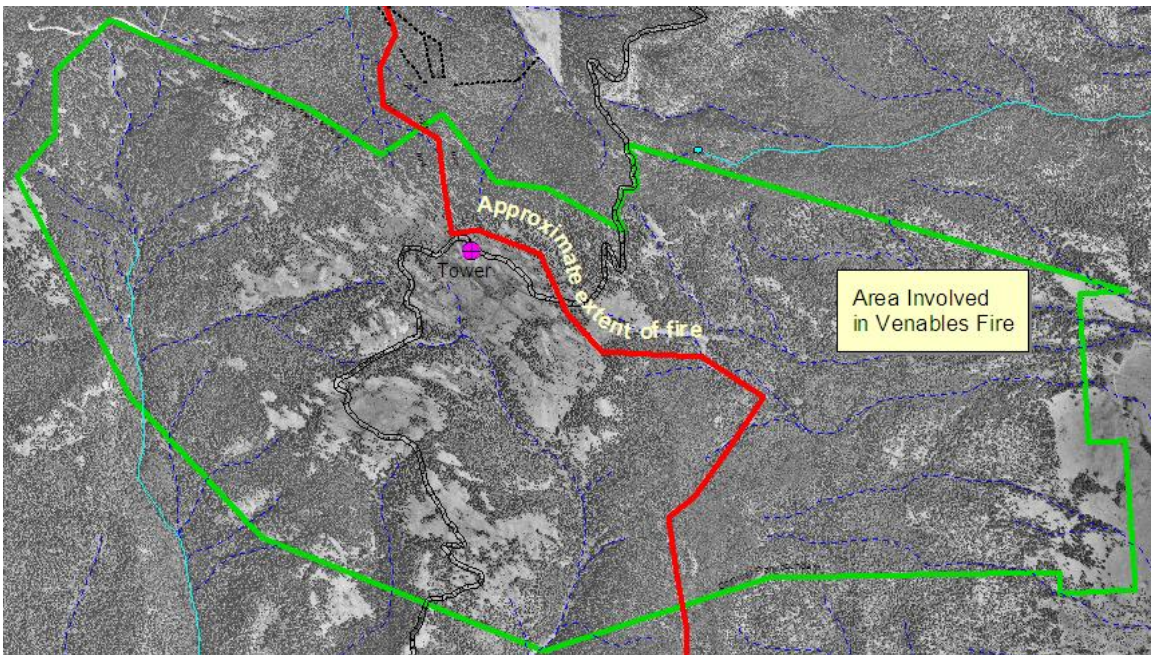 Approximate extent of fire
Tower
Area Involved
in Venables Fire